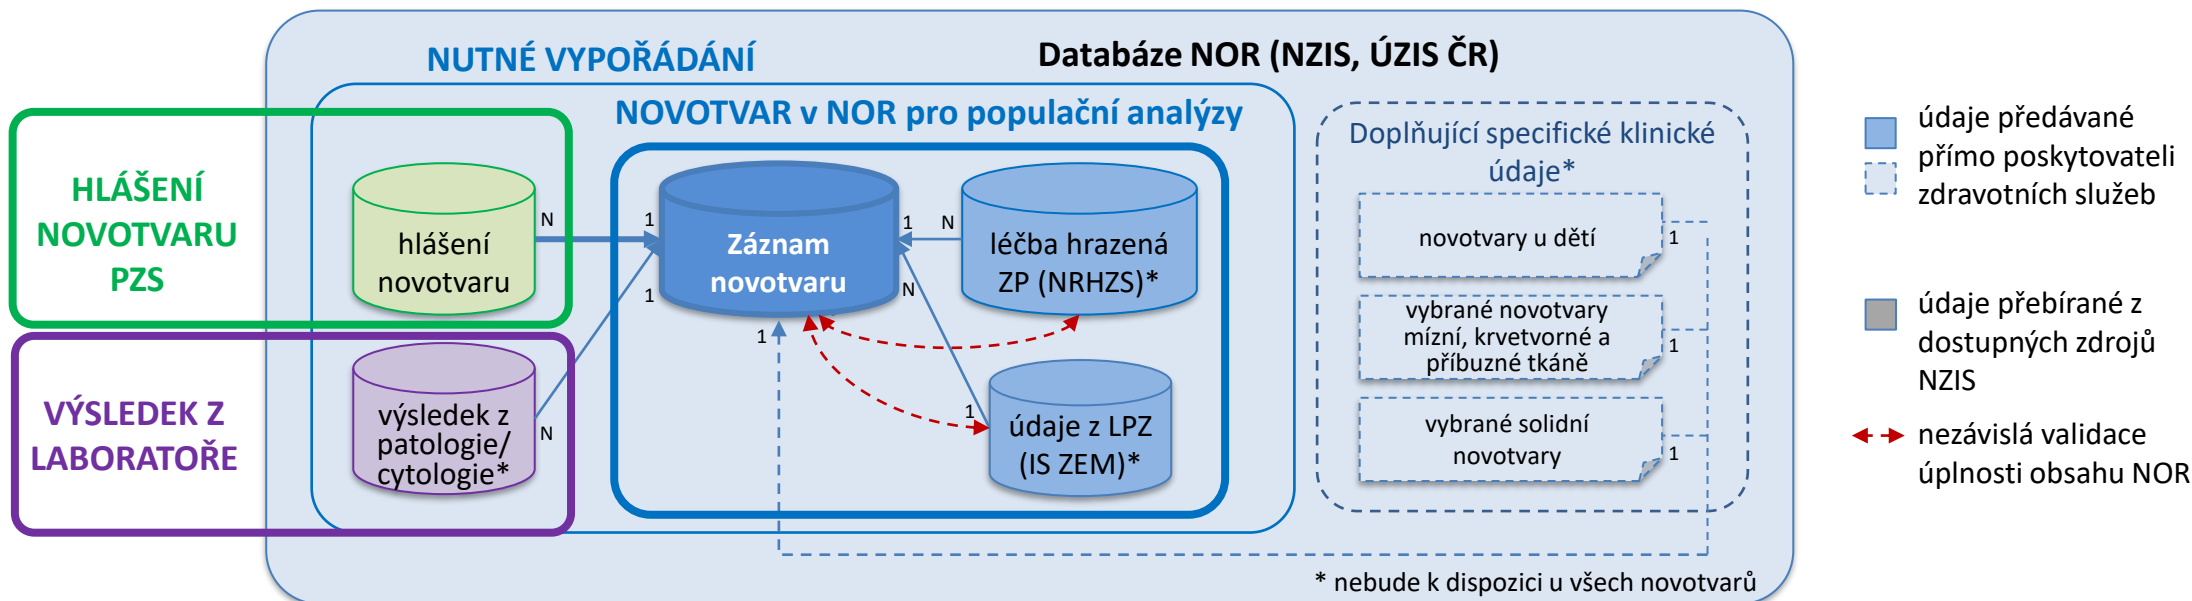 NUTNÉ VYPOŘÁDÁNÍ
Databáze NOR (NZIS, ÚZIS ČR)
NOVOTVAR v NOR pro populační analýzy
HLÁŠENÍ
NOVOTVARU
PZS
hlášení
novotvaru
N
1
Záznam
novotvaru
1
N
léčba hrazená
ZP (NRHZS)*
1
N
1
VÝSLEDEK Z
LABORATOŘE
výsledek z
patologie/
cytologie*
N
1
údaje z LPZ
(IS ZEM)*
Doplňující specifické klinické
údaje*
novotvary u dětí
1
vybrané novotvary
mízní, krvetvorné a
příbuzné tkáně
1
vybrané solidní
novotvary
1
* nebude k dispozici u všech novotvarů
údaje předávané
přímo poskytovateli
zdravotních služeb
údaje přebírané z
dostupných zdrojů
NZIS
nezávislá validace
úplnosti obsahu NOR